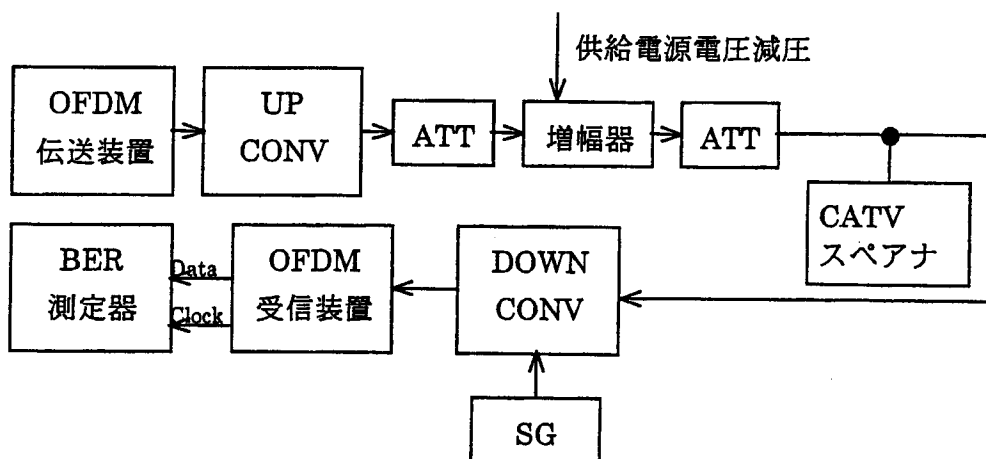 供給電源電圧減圧
OFDM
伝送装置
UP
CONV
ATT
増幅器
ATT
CATV
スペアナ
BER
測定器
Data
Clock
OFDM
受信装置
DOWN
CONV
SG